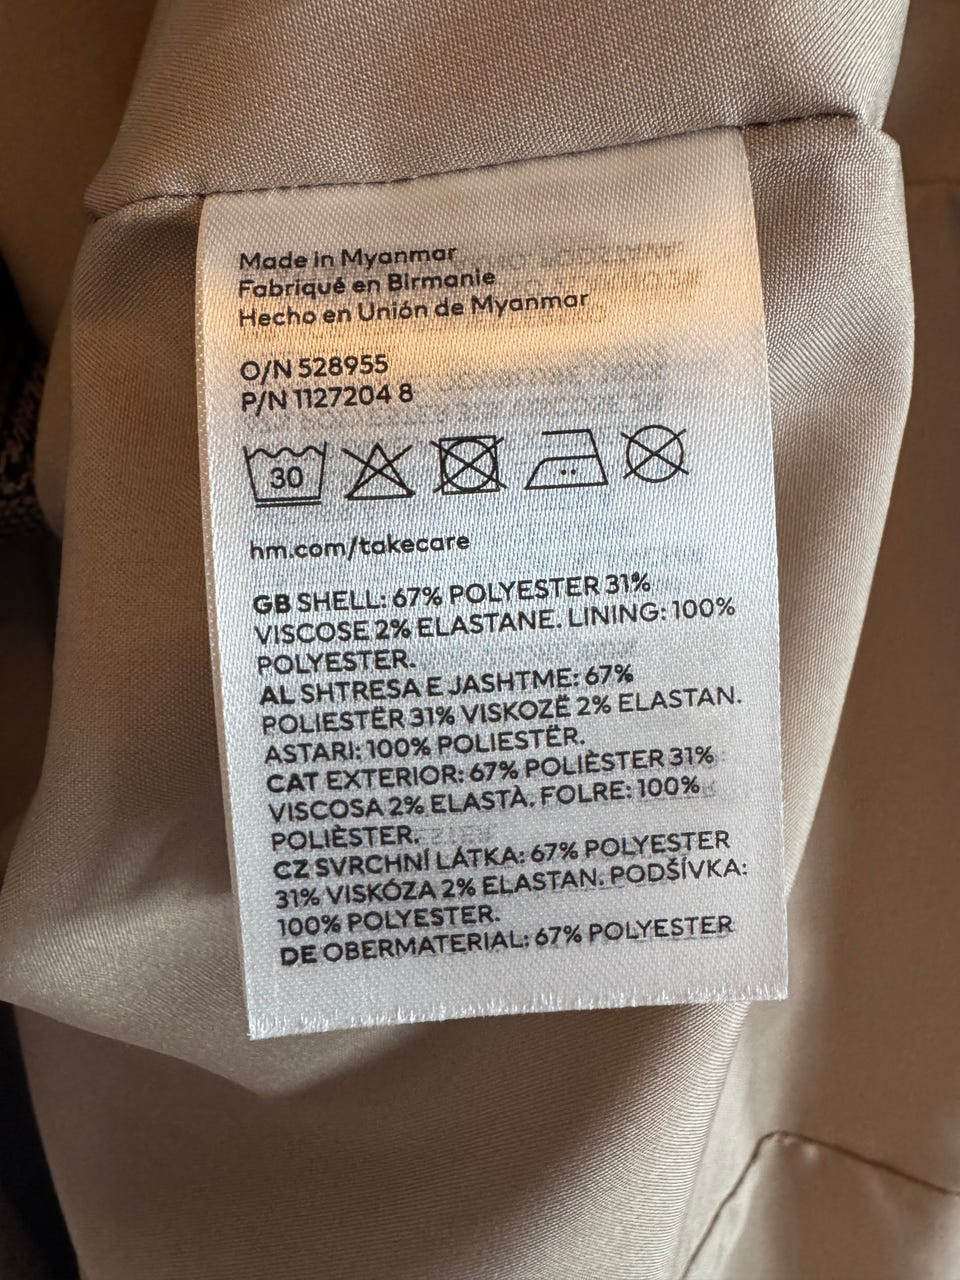 Made in Myanmar
Fabriqué en Birmanie
Hecho en Unión de Myanmar
O/N 528955
P/N 1127204 8
30
hm.com/takecare
GB SHELL: 67% POLYESTER 31%
VISCOSE 2% ELASTANE. LINING: 100%
POLYESTER.
AL SHTRESA E JASHTME: 67%
POLIESTËR 31% VISKOZË 2% ELASTAN.
ASTARI: 100% POLIESTËR.
CAT EXTERIOR: 67% POLIÈSTER 31%
VISCOSA 2% ELASTÀ. FOLRE: 100%
POLIÈSTER.
CZ SVRCHNÍ LÁTKA: 67% POLYESTER
31% VISKÓZA 2% ELASTAN. PODŠÍVKA:
100% POLYESTER.
DE OBERMATERIAL: 67% POLYESTER